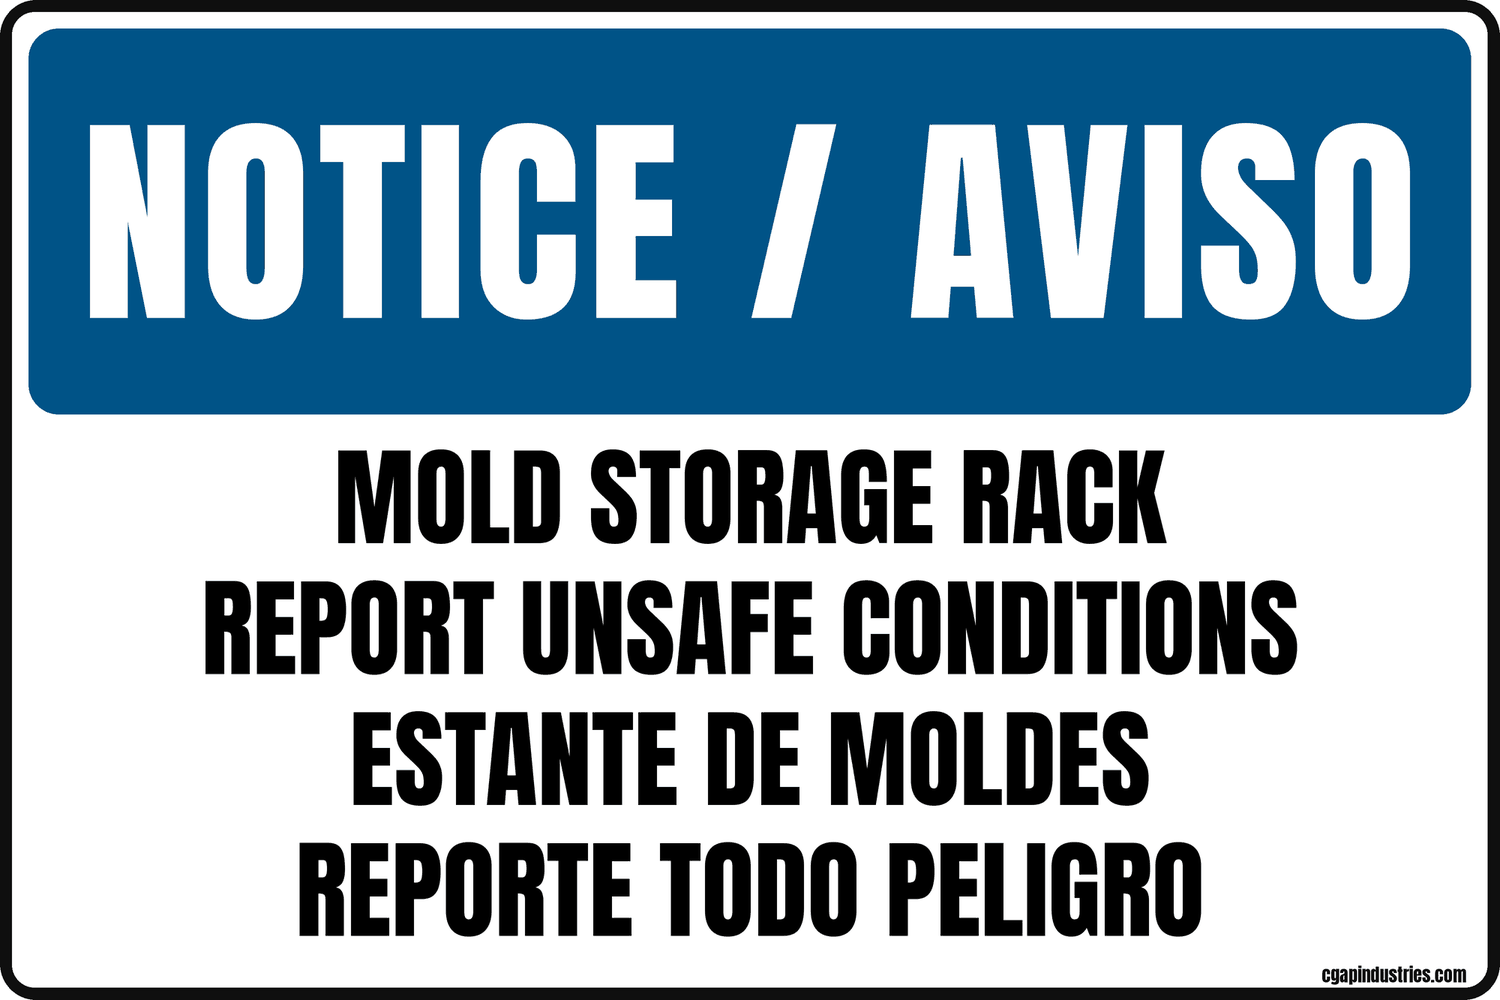 NOTICE / AVISO
MOLD STORAGE RACK
REPORT UNSAFE CONDITIONS
ESTANTE DE MOLDES
REPORTE TODO PELIGRO
cgapindustries.com